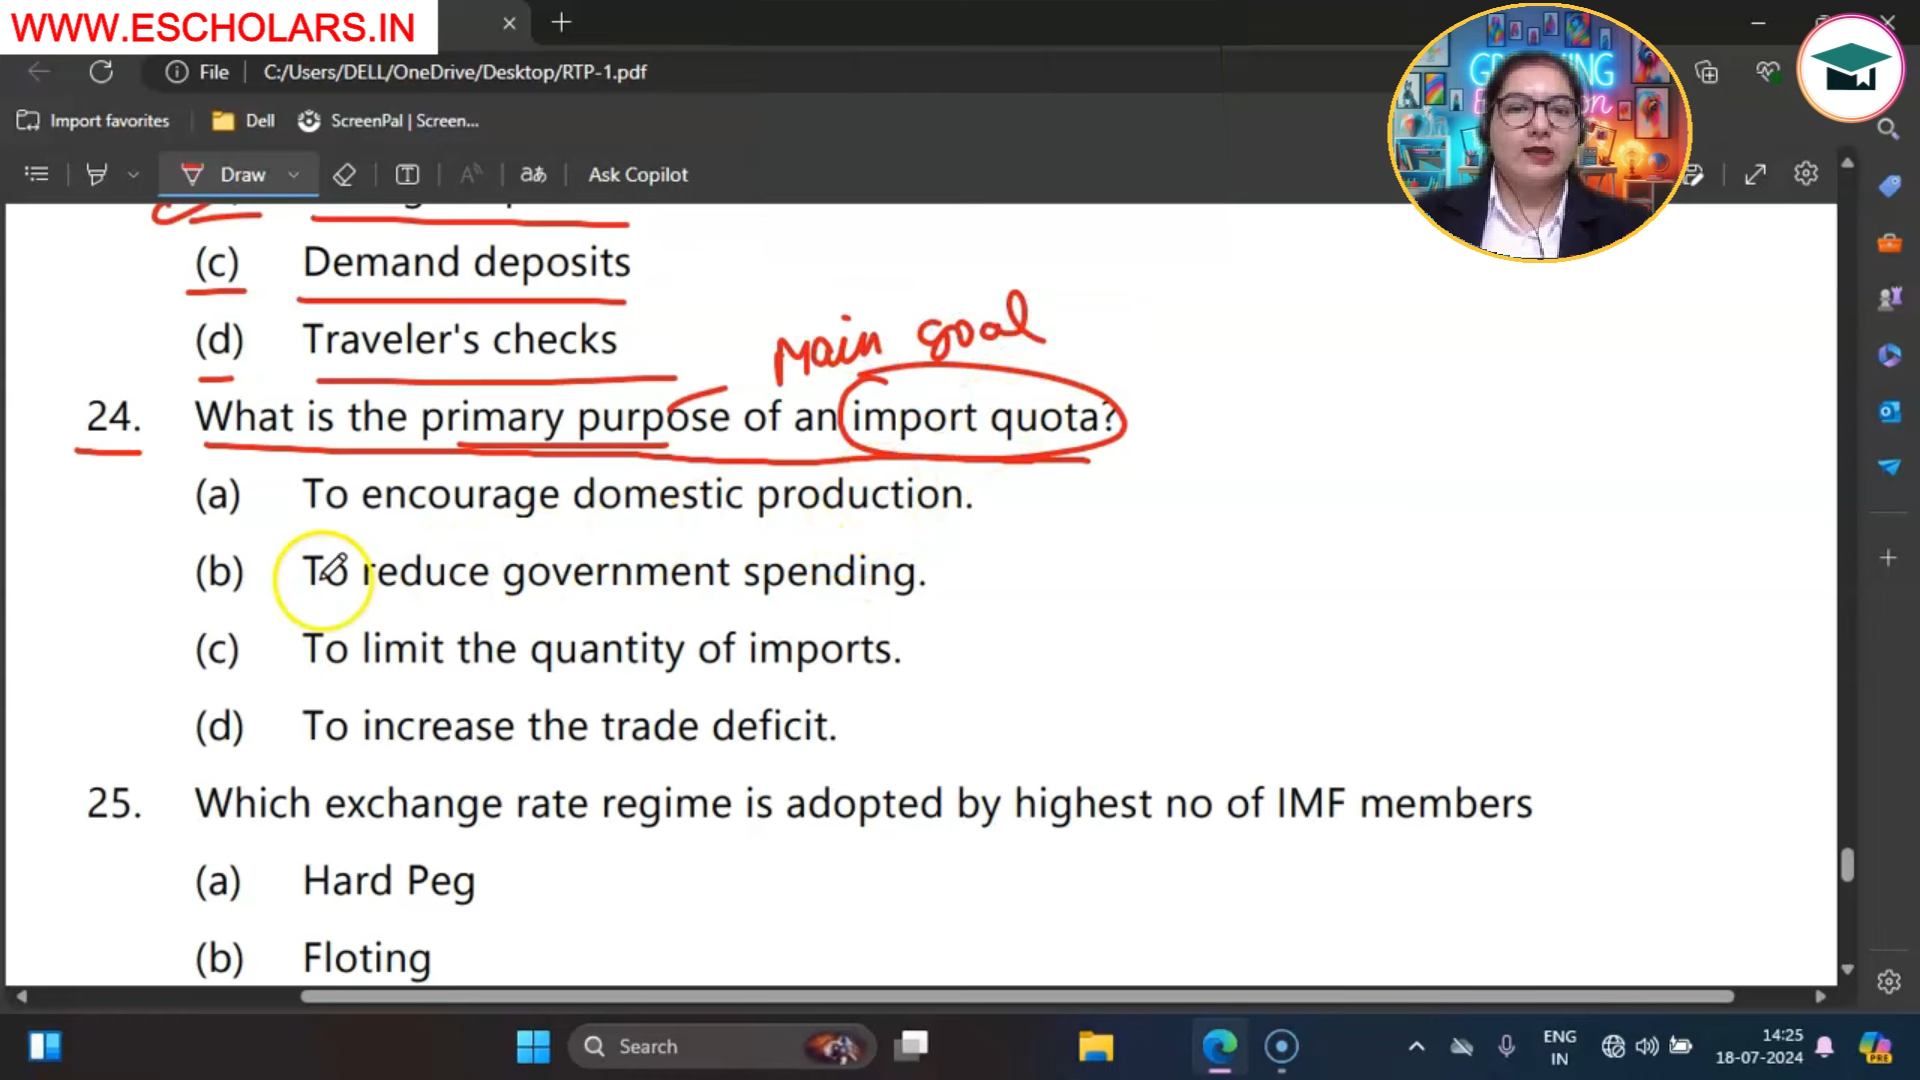 WWW.ESCHOLARS.IN
File C:/Users/DELL/OneDrive/Desktop/RTP-1.pdf
Import favorites Dell ScreenPal | Screen...
Draw Ask Copilot
(c) Demand deposits
(d) Traveler's checks
Main goal
24. What is the primary purpose of an import quota?
(a) To encourage domestic production.
(b) To reduce government spending.
(c) To limit the quantity of imports.
(d) To increase the trade deficit.
25. Which exchange rate regime is adopted by highest no of IMF members
(a) Hard Peg
(b) Floting
Search
ENG
IN
14:25
18-07-2024
PRE